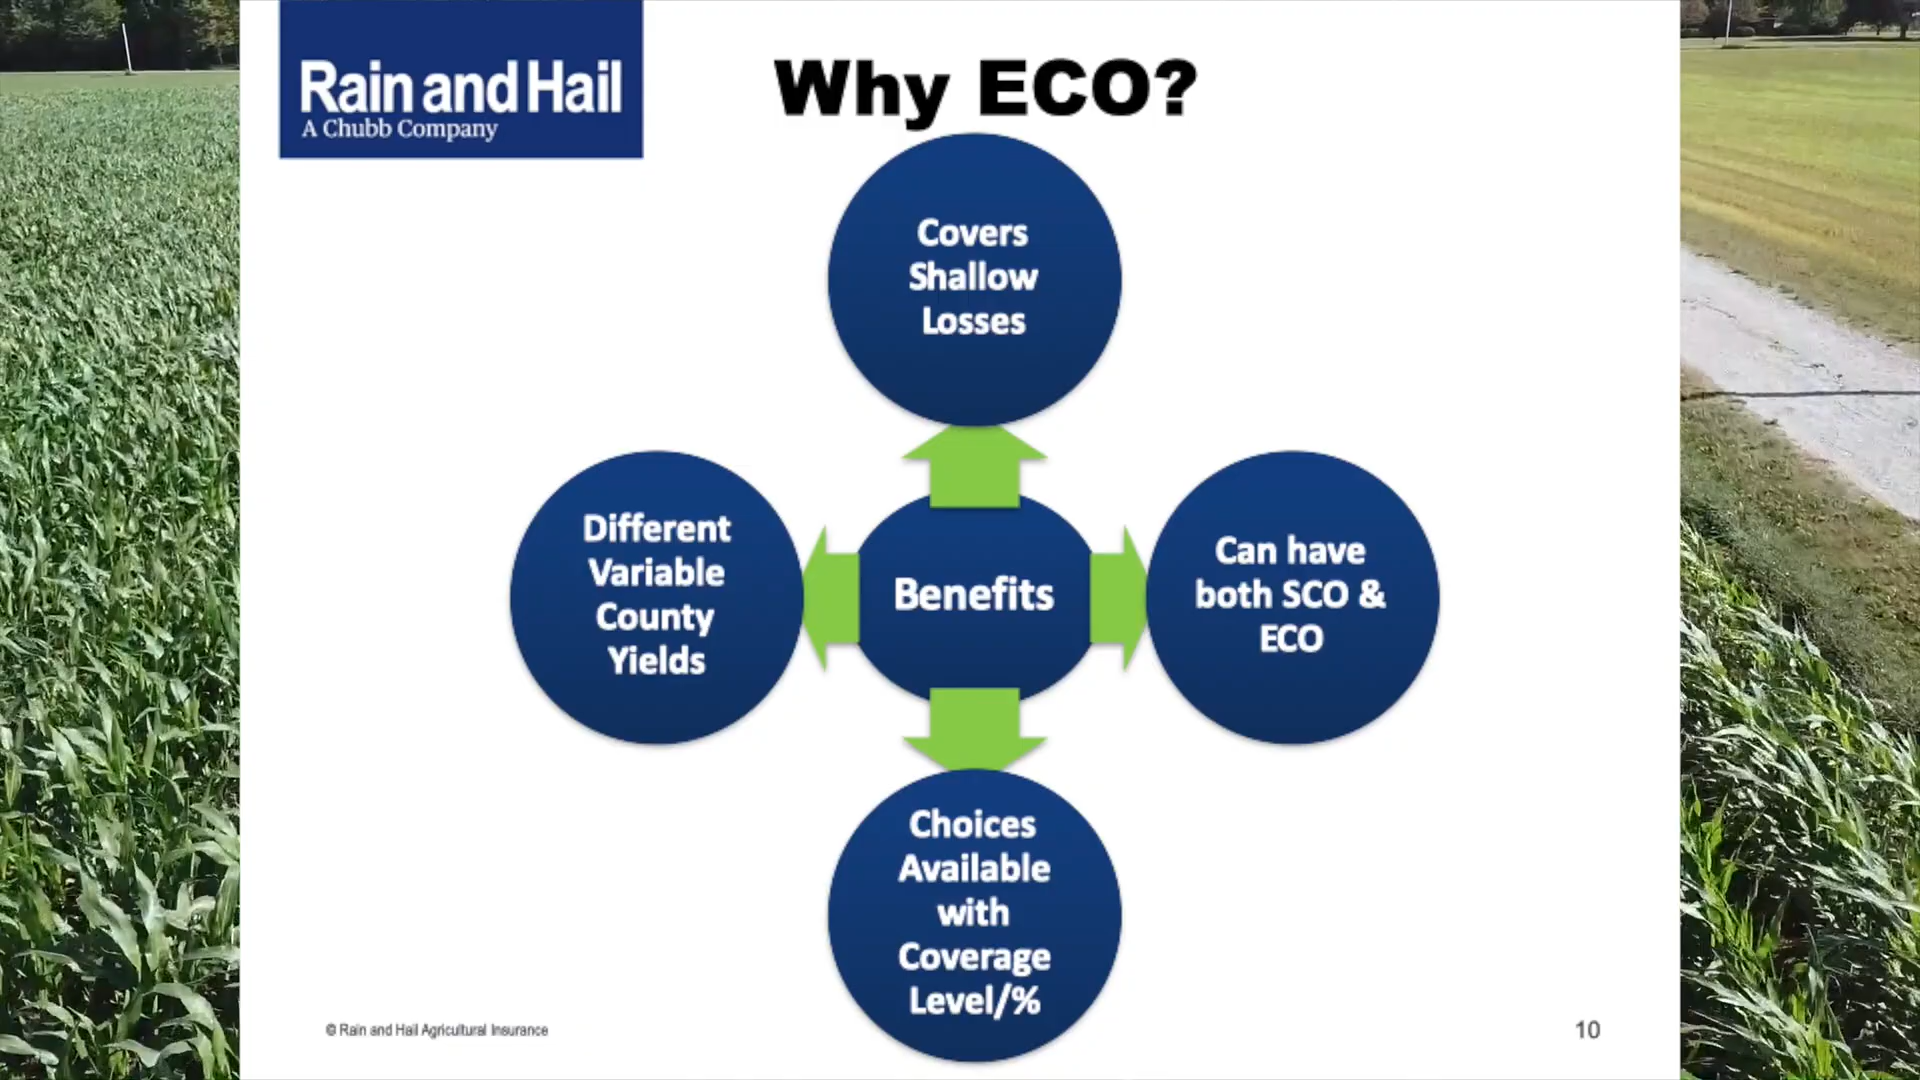 Rain and Hail
A Chubb Company
Why ECO?
Covers
Shallow
Losses
Different
Variable
County
Yields
Benefits
Can have
both SCO &
ECO
Choices
Available
with
Coverage
Level/%
© Rain and Hail Agricultural Insurance
10